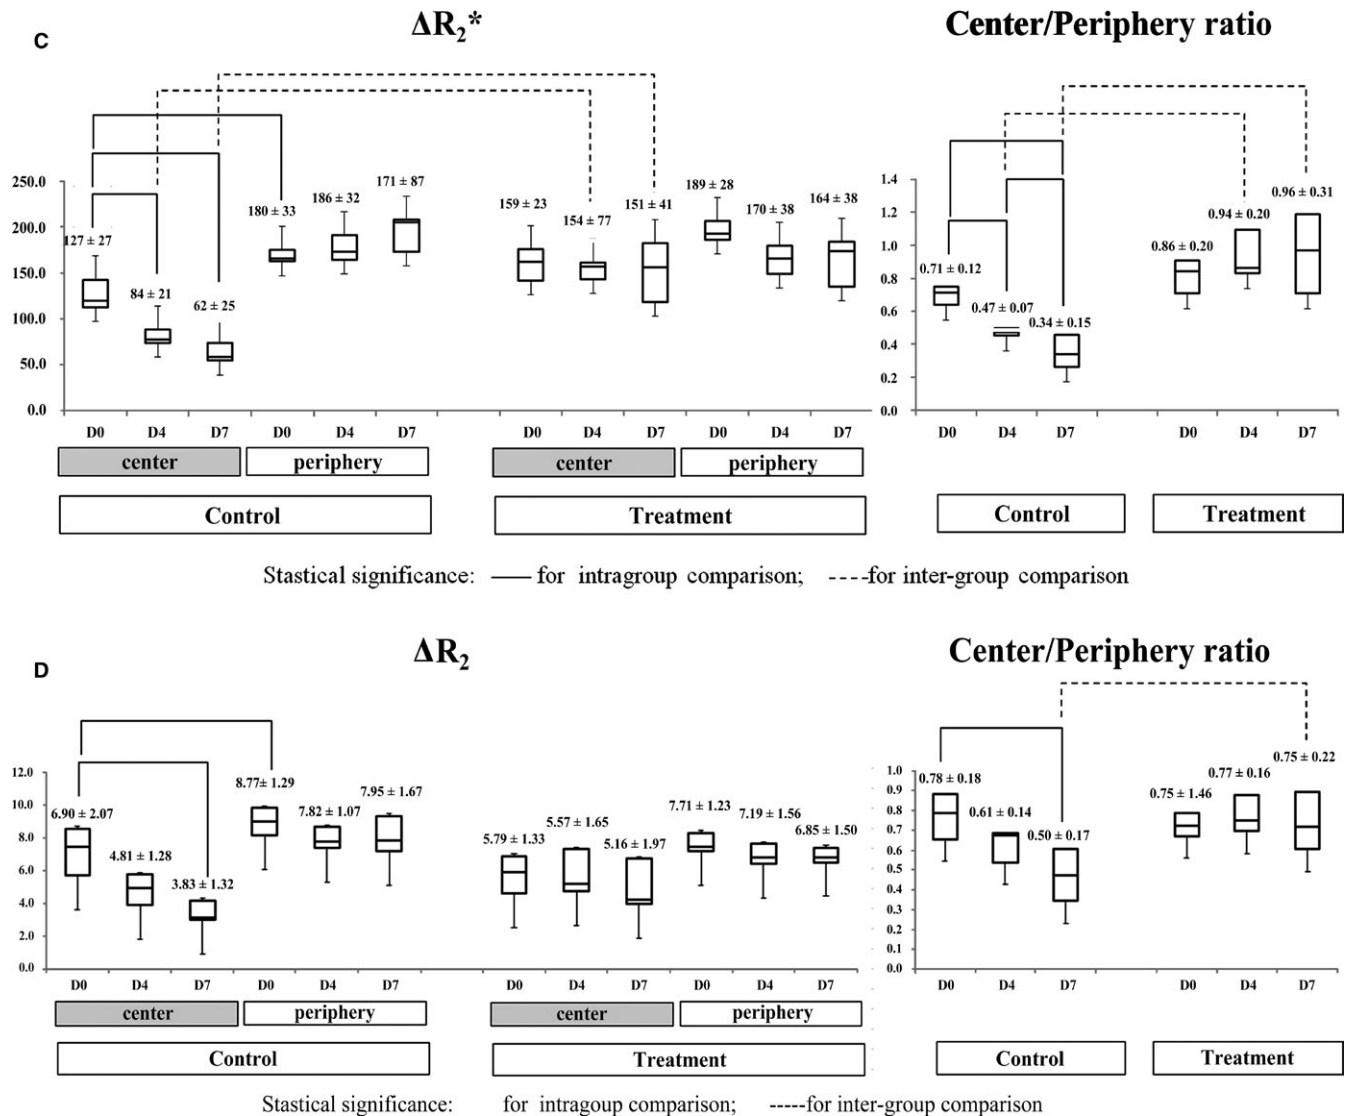 C
ΔR2*
Center/Periphery ratio
250.0
200.0
150.0
100.0
50.0
0.0
127 ± 27
84 ± 21
62 ± 25
180 ± 33
186 ± 32
171 ± 87
159 ± 23
154 ± 77
151 ± 41
189 ± 28
170 ± 38
164 ± 38
D0 D4 D7 D0 D4 D7 D0 D4 D7 D0 D4 D7
center periphery center periphery
Control Treatment
1.4
1.2
1.0
0.8
0.6
0.4
0.2
0.0
0.71 ± 0.12
0.47 ± 0.07
0.34 ± 0.15
0.86 ± 0.20
0.94 ± 0.20
0.96 ± 0.31
D0 D4 D7 D0 D4 D7
Control Treatment
Stastical significance: for intragroup comparison; for inter-group comparison
D
ΔR2
Center/Periphery ratio
12.0
10.0
8.0
6.0
4.0
2.0
0.0
6.90 ± 2.07
4.81 ± 1.28
3.83 ± 1.32
8.77± 1.29
7.82 ± 1.07
7.95 ± 1.67
5.79 ± 1.33
5.57 ± 1.65
5.16 ± 1.97
7.71 ± 1.23
7.19 ± 1.56
6.85 ± 1.50
D0 D4 D7 D0 D4 D7 D0 D4 D7 D0 D4 D7
center periphery center periphery
Control Treatment
1.0
0.9
0.8
0.7
0.6
0.5
0.4
0.3
0.2
0.1
0.0
0.78 ± 0.18
0.61 ± 0.14
0.50 ± 0.17
0.75 ± 1.46
0.77 ± 0.16
0.75 ± 0.22
D0 D4 D7 D0 D4 D7
Control Treatment
Stastical significance: for intragoup comparison; for inter-group comparison